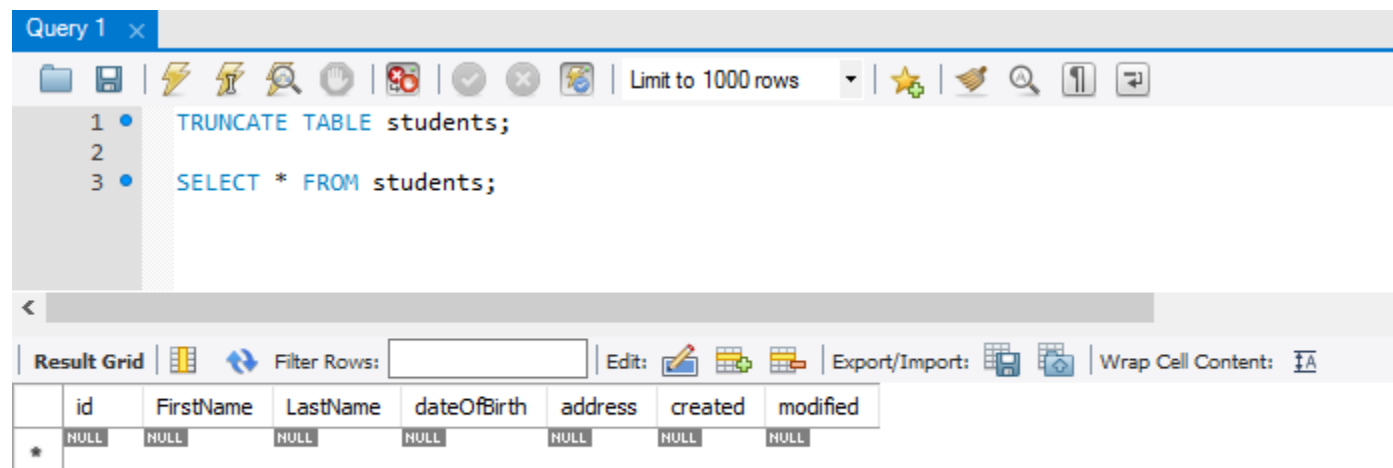 Query 1
Limit to 1000 rows
1 TRUNCATE TABLE students;
2
3 SELECT * FROM students;
Result Grid Filter Rows: Edit: Export/Import: Wrap Cell Content: IA
id FirstName LastName dateOfBirth address created modified
* NULL NULL NULL NULL NULL NULL NULL